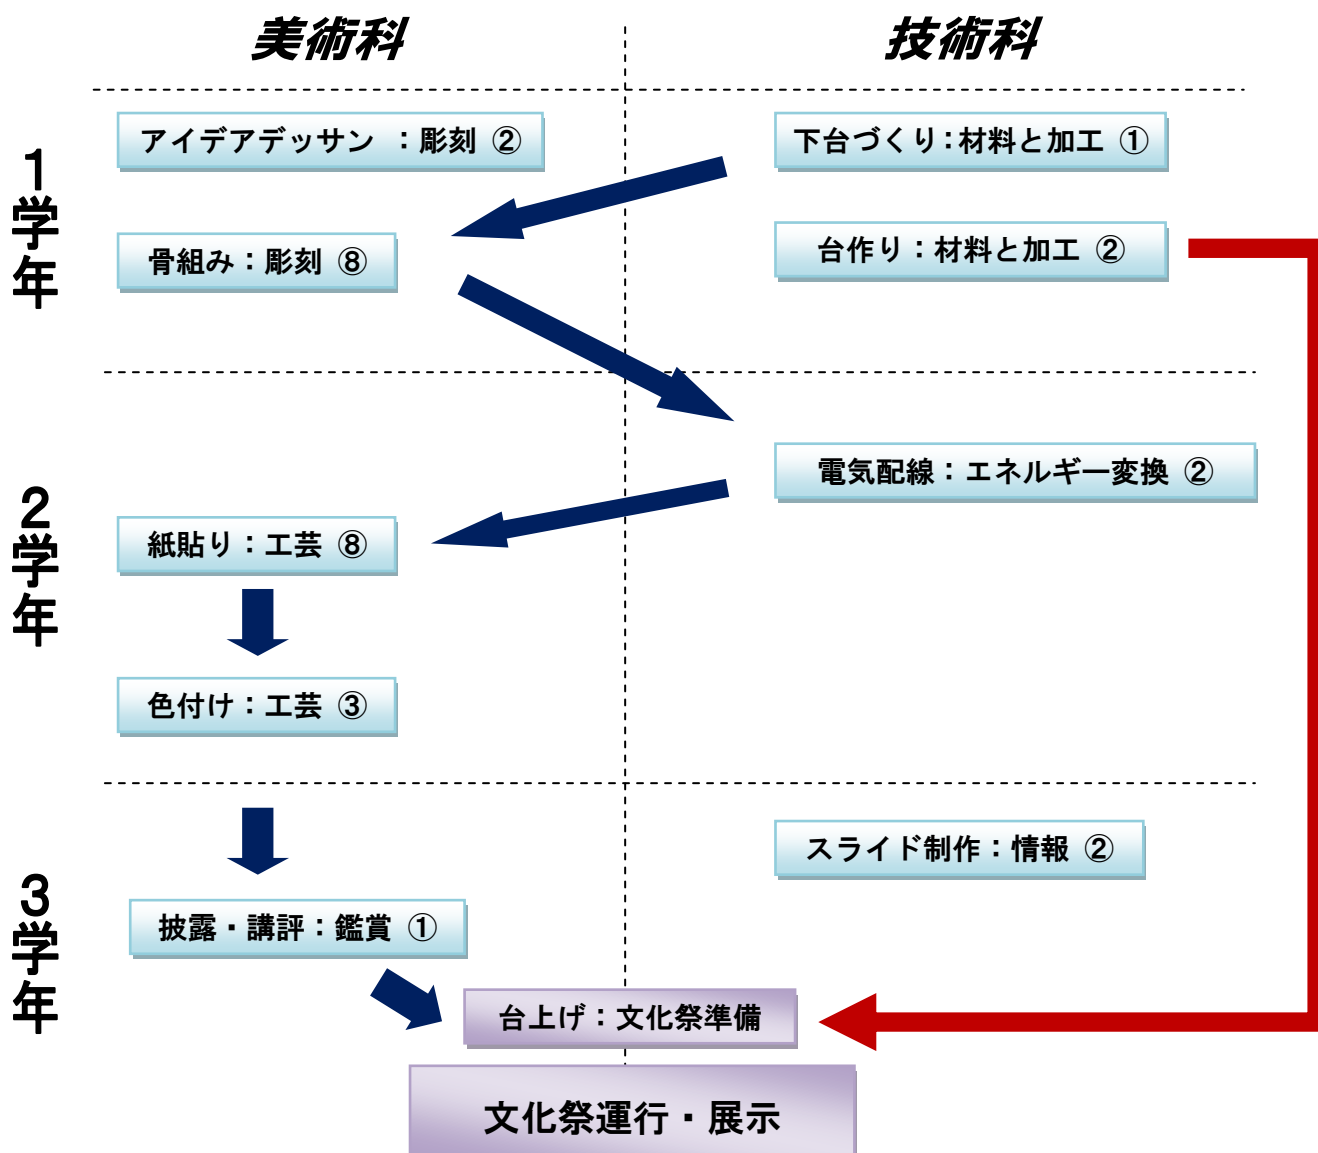 美術科
技術科
1学年
アイデアデッサン ：彫刻 ②
下台づくり：材料と加工 ①
骨組み：彫刻 ⑧
台作り：材料と加工 ②
2学年
電気配線：エネルギー変換 ②
紙貼り：工芸 ⑧
色付け：工芸 ③
3学年
スライド制作：情報 ②
披露・講評：鑑賞 ①
台上げ：文化祭準備
文化祭運行・展示